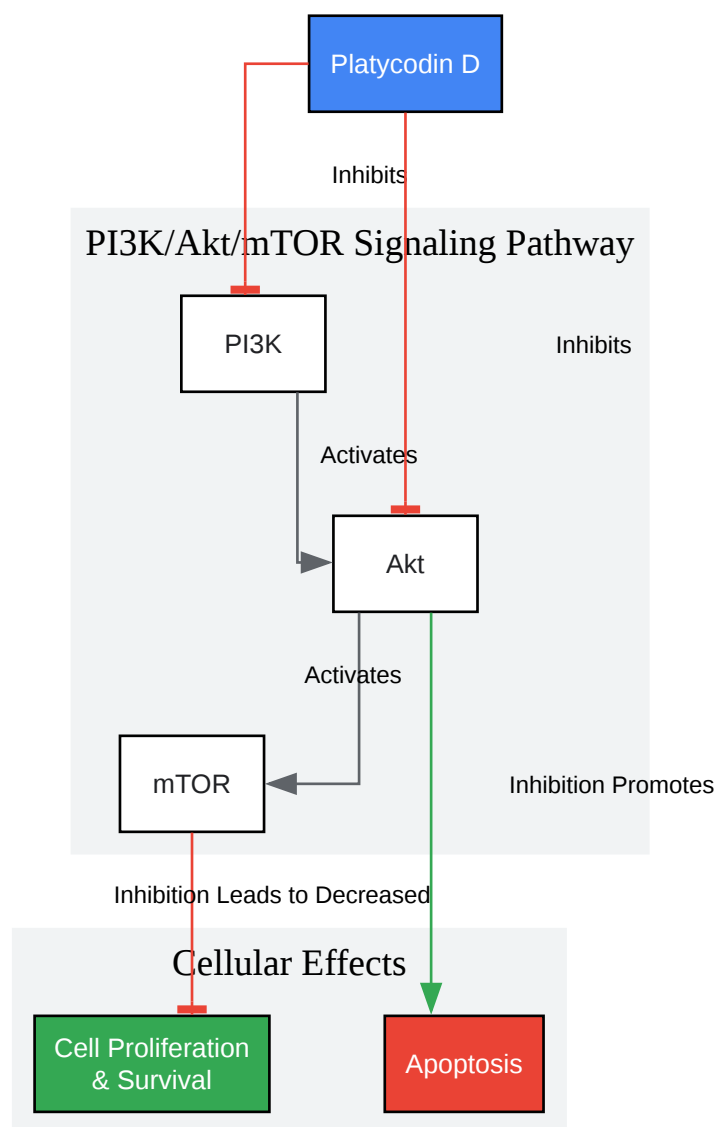 Platycodin D
Inhibits
PI3K/Akt/mTOR Signaling Pathway
PI3K
Inhibits
Activates
Akt
Activates
mTOR
Inhibition Promotes
Inhibition Leads to Decreased
Cellular Effects
Cell Proliferation
& Survival
Apoptosis